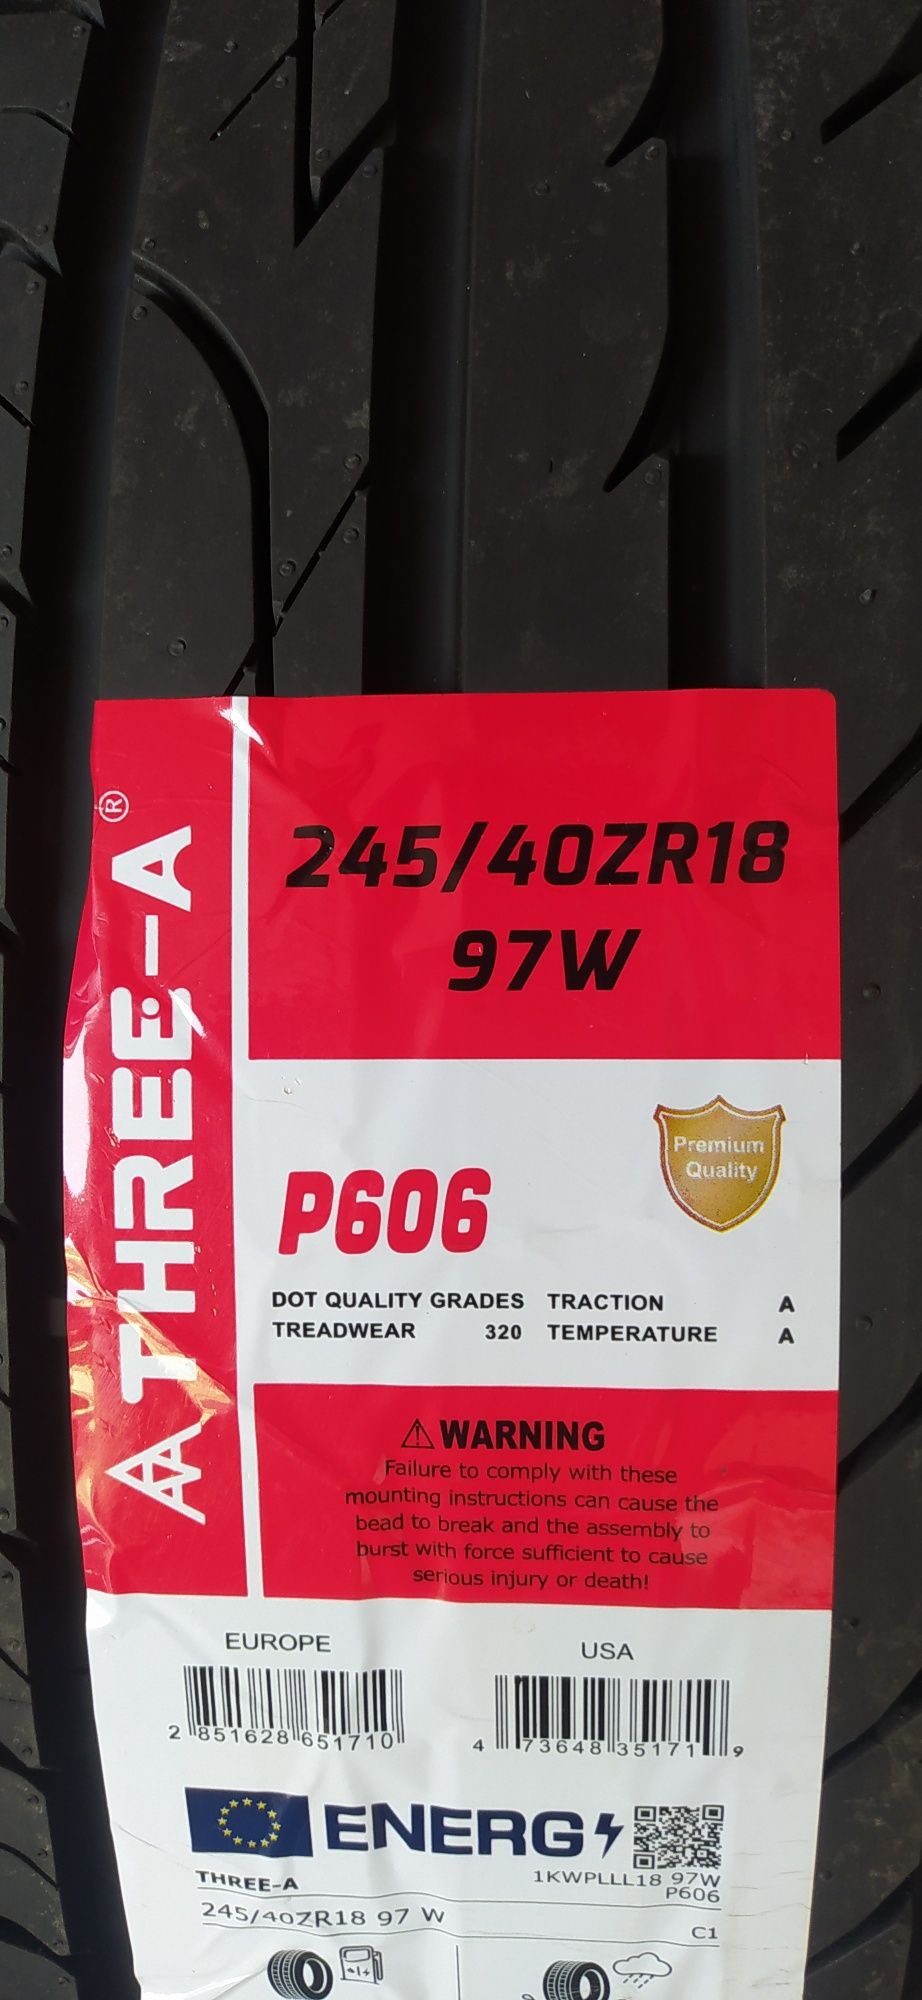 THREE-A®
245/40ZR18
97W
Premium
Quality
P606
DOT QUALITY GRADES TRACTION A
TREADWEAR 320 TEMPERATURE A
⚠WARNING
Failure to comply with these
mounting instructions can cause the
bead to break and the assembly to
burst with force sufficient to cause
serious injury or death!
EUROPE USA
2 851628 651710
4 73648 35171 9
ENERG
THREE-A 1KWPLLL18 97W
P606
245/40ZR18 97 W C1